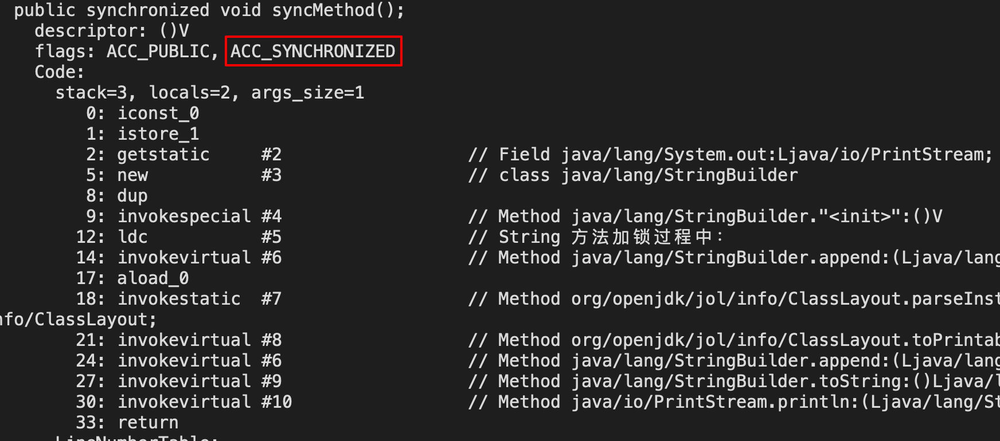 public synchronized void syncMethod();
descriptor: ()V
flags: ACC_PUBLIC, ACC_SYNCHRONIZED
Code:
stack=3, locals=2, args_size=1
0: iconst_0
1: istore_1
2: getstatic #2 // Field java/lang/System.out:Ljava/io/PrintStream;
5: new #3 // class java/lang/StringBuilder
8: dup
9: invokespecial #4 // Method java/lang/StringBuilder."<init>":()V
12: ldc #5 // String 方法加锁过程中:
14: invokevirtual #6 // Method java/lang/StringBuilder.append:(Ljava/lang
17: aload_0
18: invokestatic #7 // Method org/openjdk/jol/info/ClassLayout.parseInst
nfo/ClassLayout;
21: invokevirtual #8 // Method org/openjdk/jol/info/ClassLayout.toPrintab
24: invokevirtual #6 // Method java/lang/StringBuilder.append:(Ljava/lang
27: invokevirtual #9 // Method java/lang/StringBuilder.toString:()Ljava/l
30: invokevirtual #10 // Method java/io/PrintStream.println:(Ljava/lang/St
33: return
LineNumberTable: